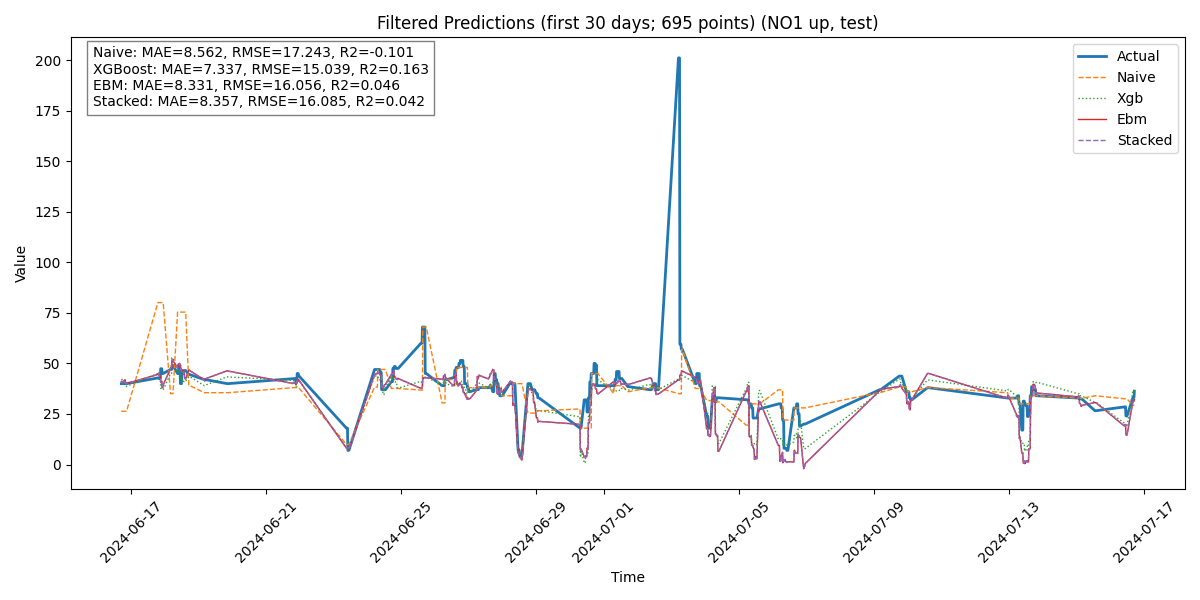 Filtered Predictions (first 30 days; 695 points) (NO1 up, test)
Naive: MAE=8.562, RMSE=17.243, R2=-0.101
XGBoost: MAE=7.337, RMSE=15.039, R2=0.163
EBM: MAE=8.331, RMSE=16.056, R2=0.046
Stacked: MAE=8.357, RMSE=16.085, R2=0.042
Actual
Naive
Xgb
Ebm
Stacked
Value
200
175
150
125
100
75
50
25
0
2024-06-17
2024-06-21
2024-06-25
2024-06-29
2024-07-01
2024-07-05
2024-07-09
2024-07-13
2024-07-17
Time